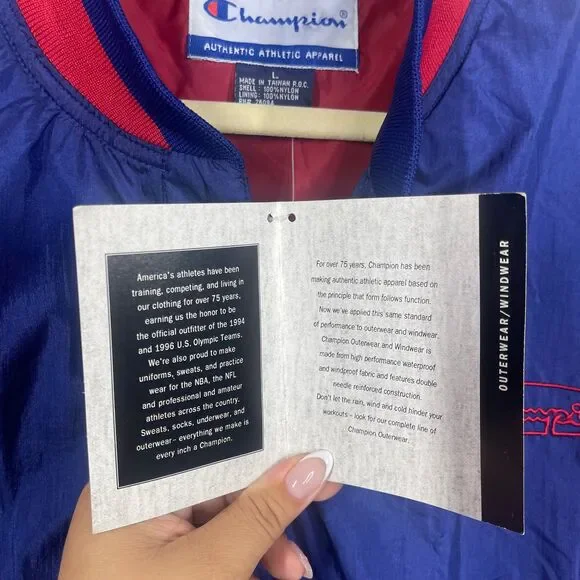 Champion®
AUTHENTIC ATHLETIC APPAREL
L
MADE IN TAIWAN R.O.C.
SHELL: 100%NYLON
LINING: 100%NYLON
RN# 26094
America's athletes have been
training, competing, and living in
our clothing for over 75 years,
earning us the honor to be
the official outfitter of the 1994
and 1996 U.S. Olympic Teams.
We're also proud to make
uniforms, sweats, and practice
wear for the NBA, the NFL
and professional and amateur
athletes across the country.
Sweats, socks, underwear, and
outerwear– everything we make is
every inch a Champion.
For over 75 years, Champion has been
making authentic athletic apparel based on
the principle that form follows function.
Now we've applied this same standard
of performance to outerwear and windwear.
Champion Outerwear and Windwear is
made from high performance waterproof
and windproof fabric and features double
needle reinforced construction.
Don't let the rain, wind and cold hinder your
workouts – look for our complete line of
Champion Outerwear.
OUTERWEAR/WINDWEAR